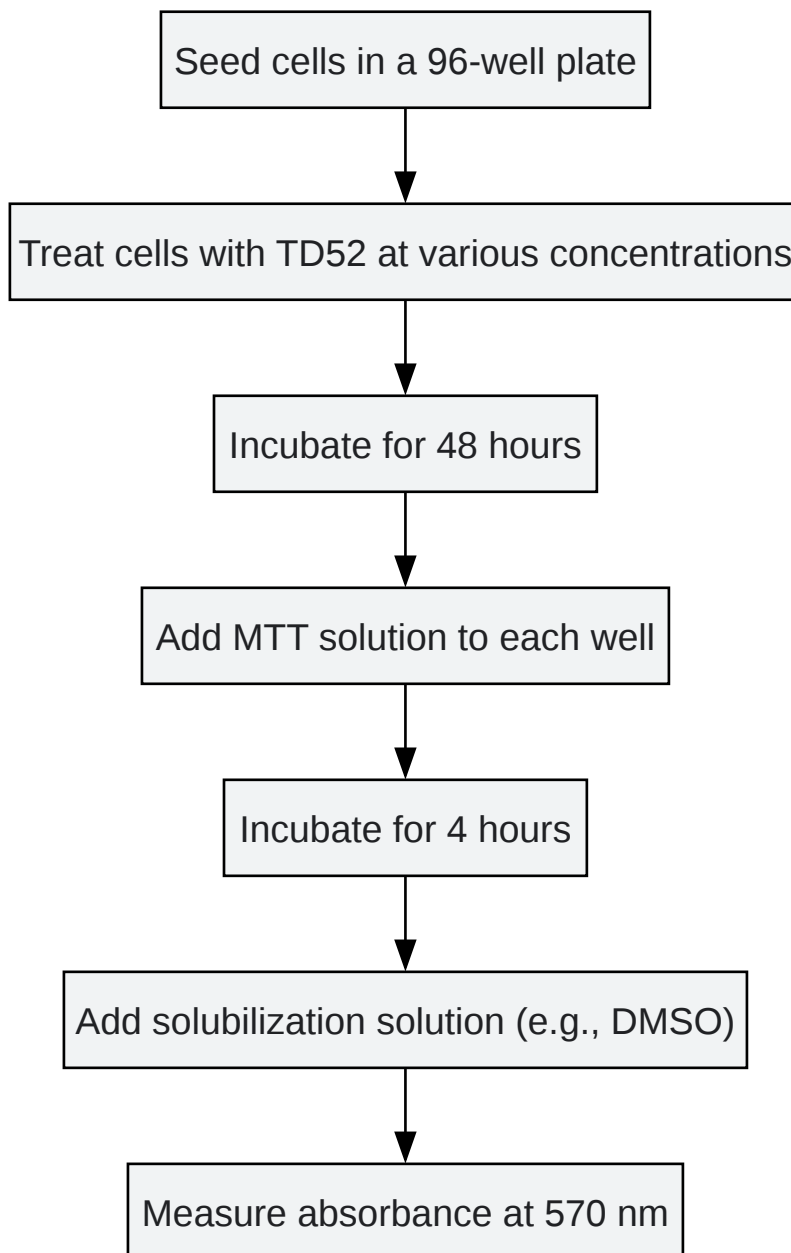 Seed cells in a 96-well plate
Treat cells with TD52 at various concentrations
Incubate for 48 hours
Add MTT solution to each well
Incubate for 4 hours
Add solubilization solution (e.g., DMSO)
Measure absorbance at 570 nm